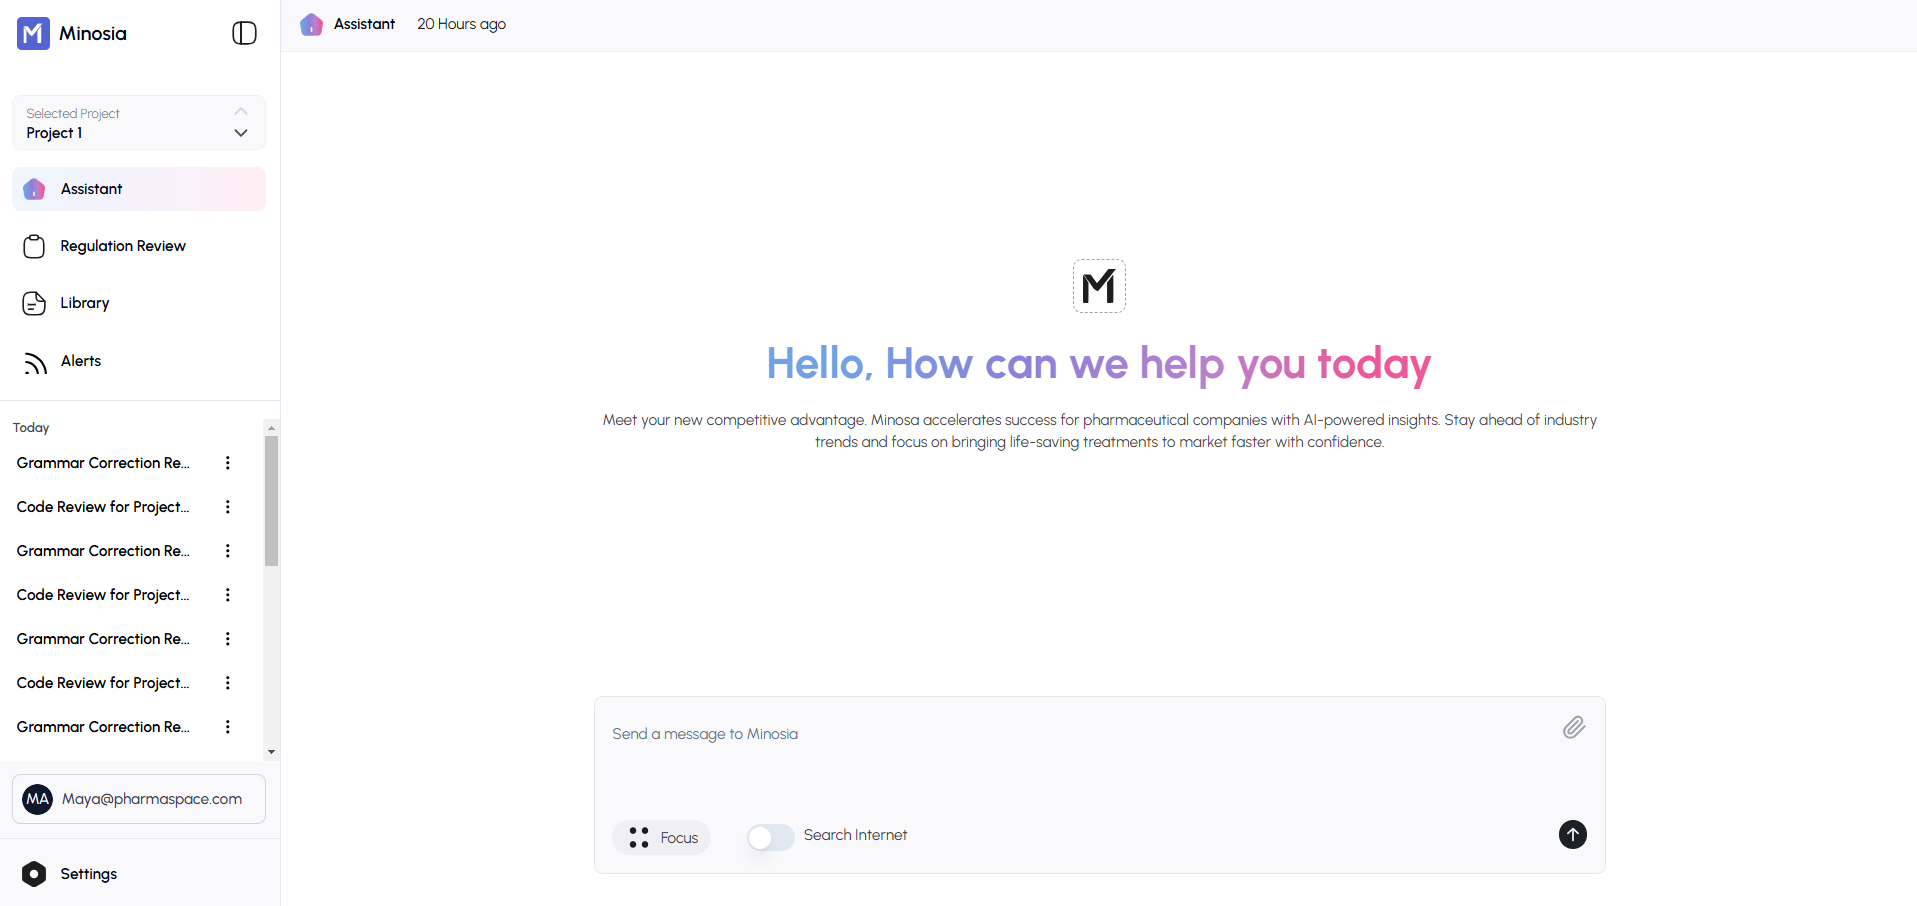 Minosia
Selected Project
Project 1
Assistant
Regulation Review
Library
Alerts
Today
Grammar Correction Re...
Code Review for Project...
Grammar Correction Re...
Code Review for Project...
Grammar Correction Re...
Code Review for Project...
Grammar Correction Re...
MA
Maya@pharmaspace.com
Settings
Assistant 20 Hours ago
Hello, How can we help you today
Meet your new competitive advantage. Minosa accelerates success for pharmaceutical companies with AI-powered insights. Stay ahead of industry
trends and focus on bringing life-saving treatments to market faster with confidence.
Send a message to Minosia
Focus
Search Internet